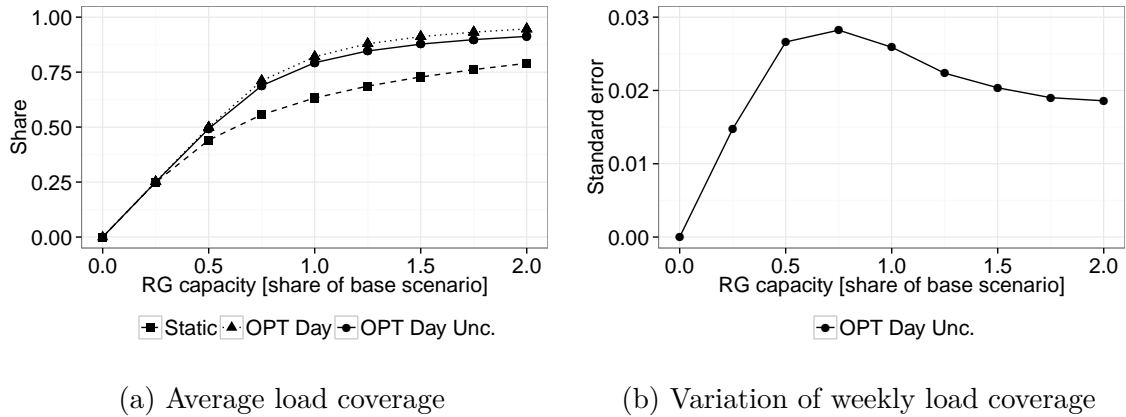 1.00
0.75
0.50
0.25
0.00
Share
0.0 0.5 1.0 1.5 2.0
RG capacity [share of base scenario]
Static OPT Day OPT Day Unc.
(a) Average load coverage
0.03
0.02
0.01
0.00
Standard error
0.0 0.5 1.0 1.5 2.0
RG capacity [share of base scenario]
OPT Day Unc.
(b) Variation of weekly load coverage